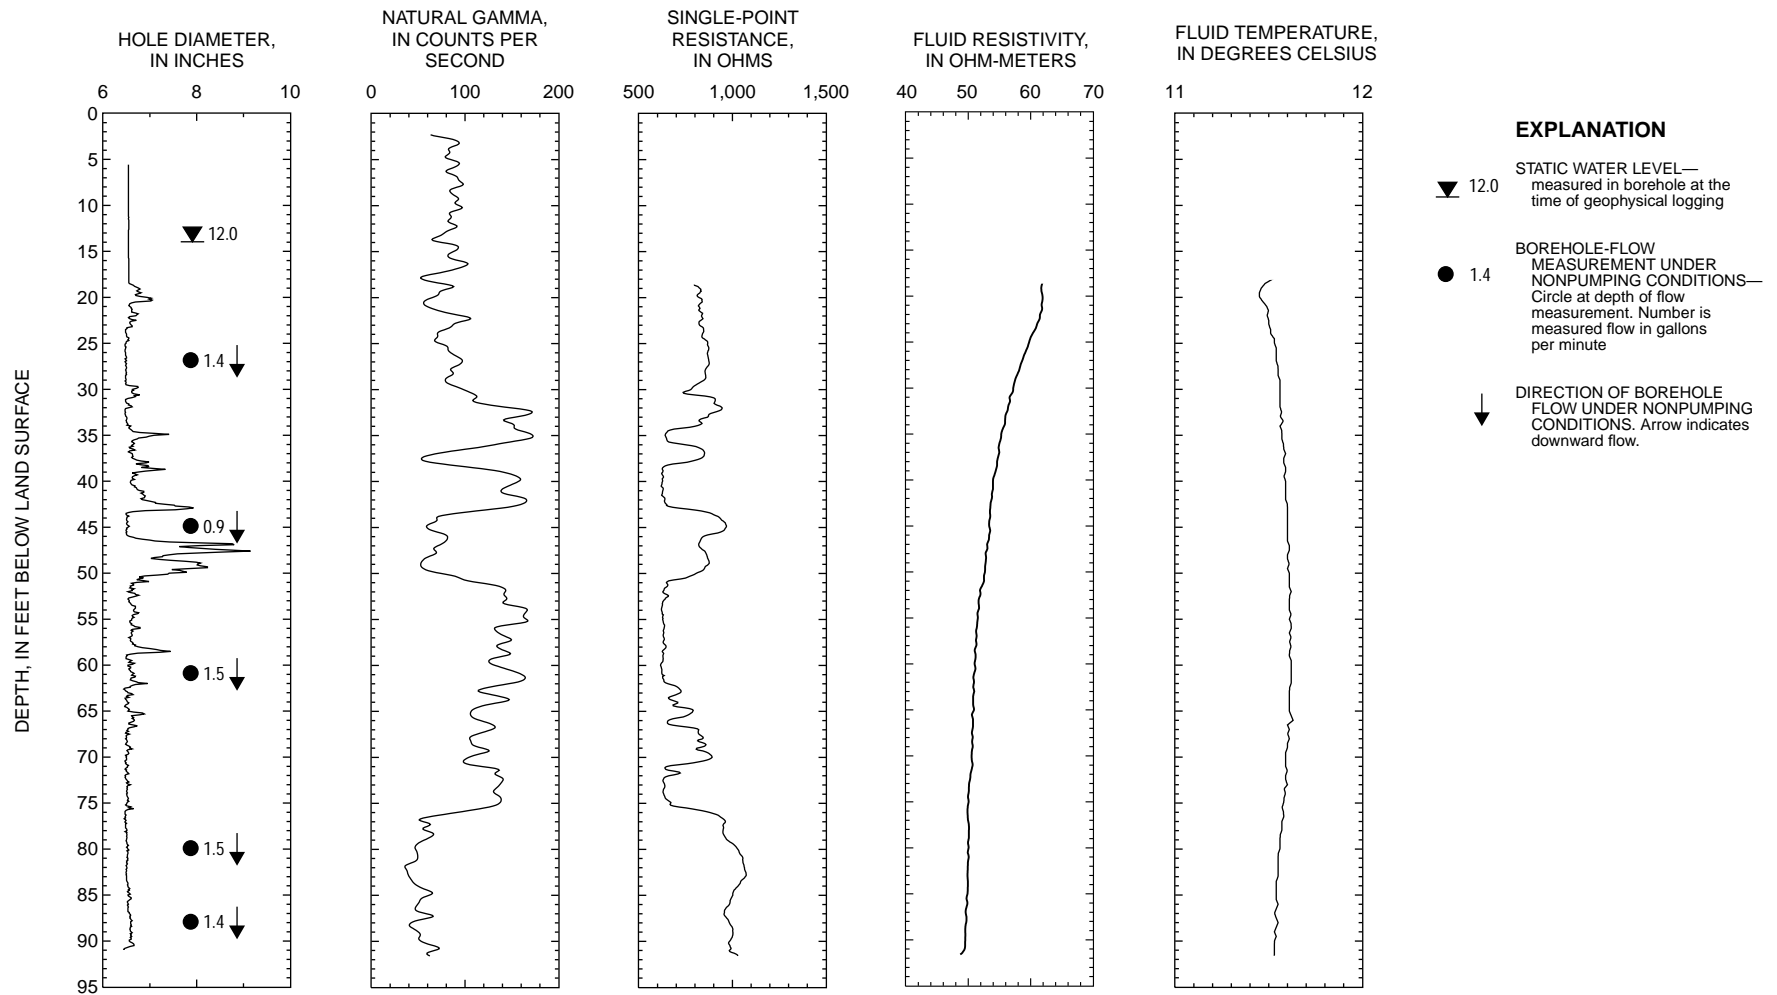 HOLE DIAMETER,
IN INCHES
NATURAL GAMMA,
IN COUNTS PER
SECOND
SINGLE-POINT
RESISTANCE,
IN OHMS
FLUID RESISTIVITY,
IN OHM-METERS
FLUID TEMPERATURE,
IN DEGREES CELSIUS
6 8 10
0 100 200
500 1,000 1,500
40 50 60 70
11 12
DEPTH, IN FEET BELOW LAND SURFACE
0
5
10
15
20
25
30
35
40
45
50
55
60
65
70
75
80
85
90
95
12.0
1.4
0.9
1.5
1.5
1.4
EXPLANATION
12.0
STATIC WATER LEVEL—
measured in borehole at the
time of geophysical logging
1.4
BOREHOLE-FLOW
MEASUREMENT UNDER
NONPUMPING CONDITIONS—
Circle at depth of flow
measurement. Number is
measured flow in gallons
per minute
DIRECTION OF BOREHOLE
FLOW UNDER NONPUMPING
CONDITIONS. Arrow indicates
downward flow.